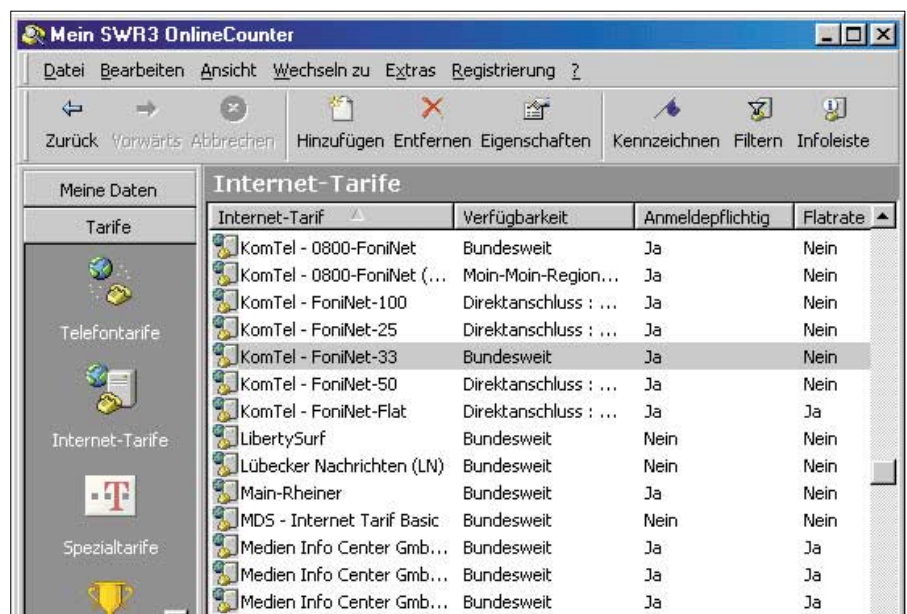 Mein SWR3 OnlineCounter
Datei Bearbeiten Ansicht Wechseln zu Extras Registrierung ?
Zurück Vorwärts Abbrechen Hinzufügen Entfernen Eigenschaften Kennzeichnen Filtern Infoleiste
Meine Daten
Tarife
Telefontarife
Internet-Tarife
T
Spezialtarife
Internet-Tarife
Internet-Tarif Verfügbarkeit Anmeldepflichtig Flatrate
KomTel - 0800-FoniNet Bundesweit Ja Nein
KomTel - 0800-FoniNet (... Moin-Moin-Region... Ja Nein
KomTel - FoniNet-100 Direktanschluss : ... Ja Nein
KomTel - FoniNet-25 Direktanschluss : ... Ja Nein
KomTel - FoniNet-33 Bundesweit Ja Nein
KomTel - FoniNet-50 Direktanschluss : ... Ja Nein
KomTel - FoniNet-Flat Direktanschluss : ... Ja Ja
LibertySurf Bundesweit Nein Nein
Lübecker Nachrichten (LN) Bundesweit Nein Nein
Main-Rheiner Bundesweit Ja Nein
MDS - Internet Tarif Basic Bundesweit Nein Nein
Medien Info Center Gmb... Bundesweit Ja Ja
Medien Info Center Gmb... Bundesweit Ja Ja
Medien Info Center Gmb... Bundesweit Ja Ja